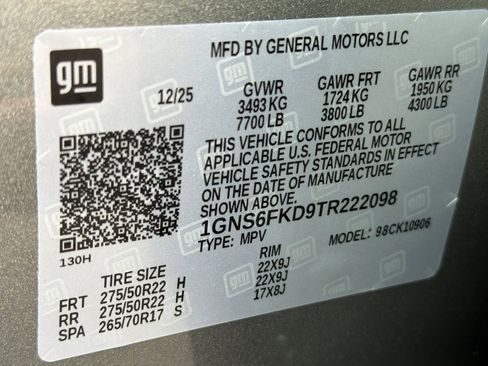 gm
MFD BY GENERAL MOTORS LLC
12/25 GVWR GAWR FRT GAWR RR
3493 KG 1724 KG 1950 KG
7700 LB 3800 LB 4300 LB
THIS VEHICLE CONFORMS TO ALL
APPLICABLE U.S. FEDERAL MOTOR
VEHICLE SAFETY STANDARDS IN EFFECT
ON THE DATE OF MANUFACTURE
SHOWN ABOVE.
1GNS6FKD9TR222098
TYPE: MPV MODEL: 98CK10906
130H
TIRE SIZE RIM
FRT 275/50R22 H 22X9J
RR 275/50R22 H 22X9J
SPA 265/70R17 S 17X8J